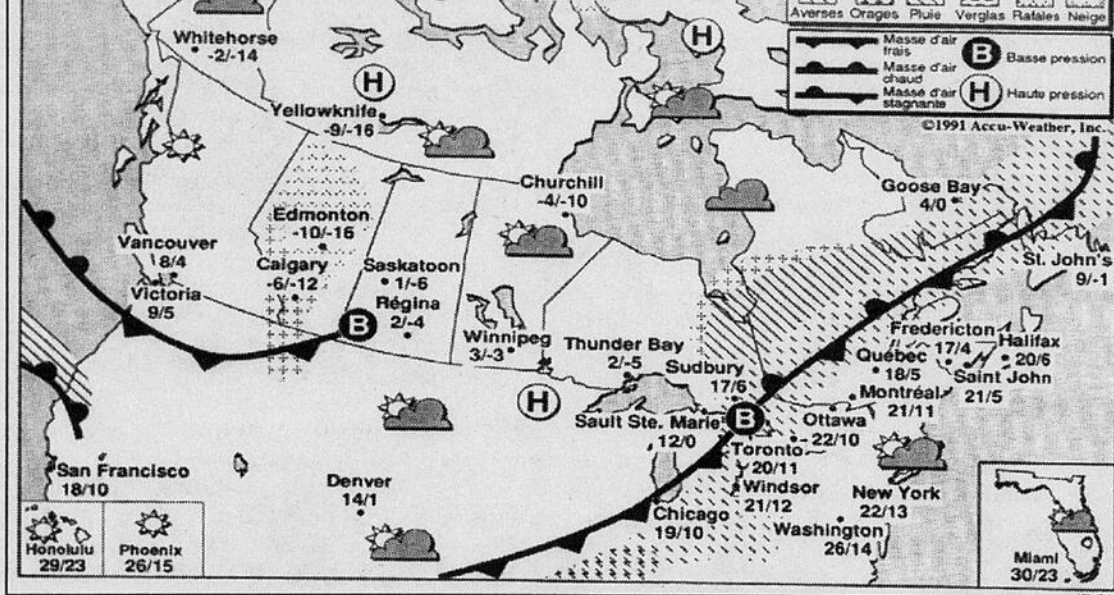 Averses Orages Pluie Verglas Rafales Neige
Masse d'air frais
Masse d'air chaud
Masse d'air stagnante
B Basse pression
H Haute pression
©1991 Accu-Weather, Inc.
Whitehorse
-2/-14
H
H
Yellowknife
-9/-16
Churchill
-4/-10
Goose Bay
4/0
Edmonton
-10/-16
Vancouver
8/4
Calgary
-6/-12
Saskatoon
1/-6
St. John's
9/-1
Victoria
9/5
Régina
2/-4
B
Winnipeg
3/-3
Thunder Bay
2/-5
Sudbury
17/6
Fredericton
17/4
Halifax
20/6
Québec
18/5
Saint John
21/5
Montréal
21/11
H
B
Sault Ste. Marie
12/0
Ottawa
22/10
Toronto
20/11
San Francisco
18/10
Denver
14/1
Windsor
21/12
New York
22/13
Chicago
19/10
Washington
26/14
Honolulu
29/23
Phoenix
26/15
Miami
30/23